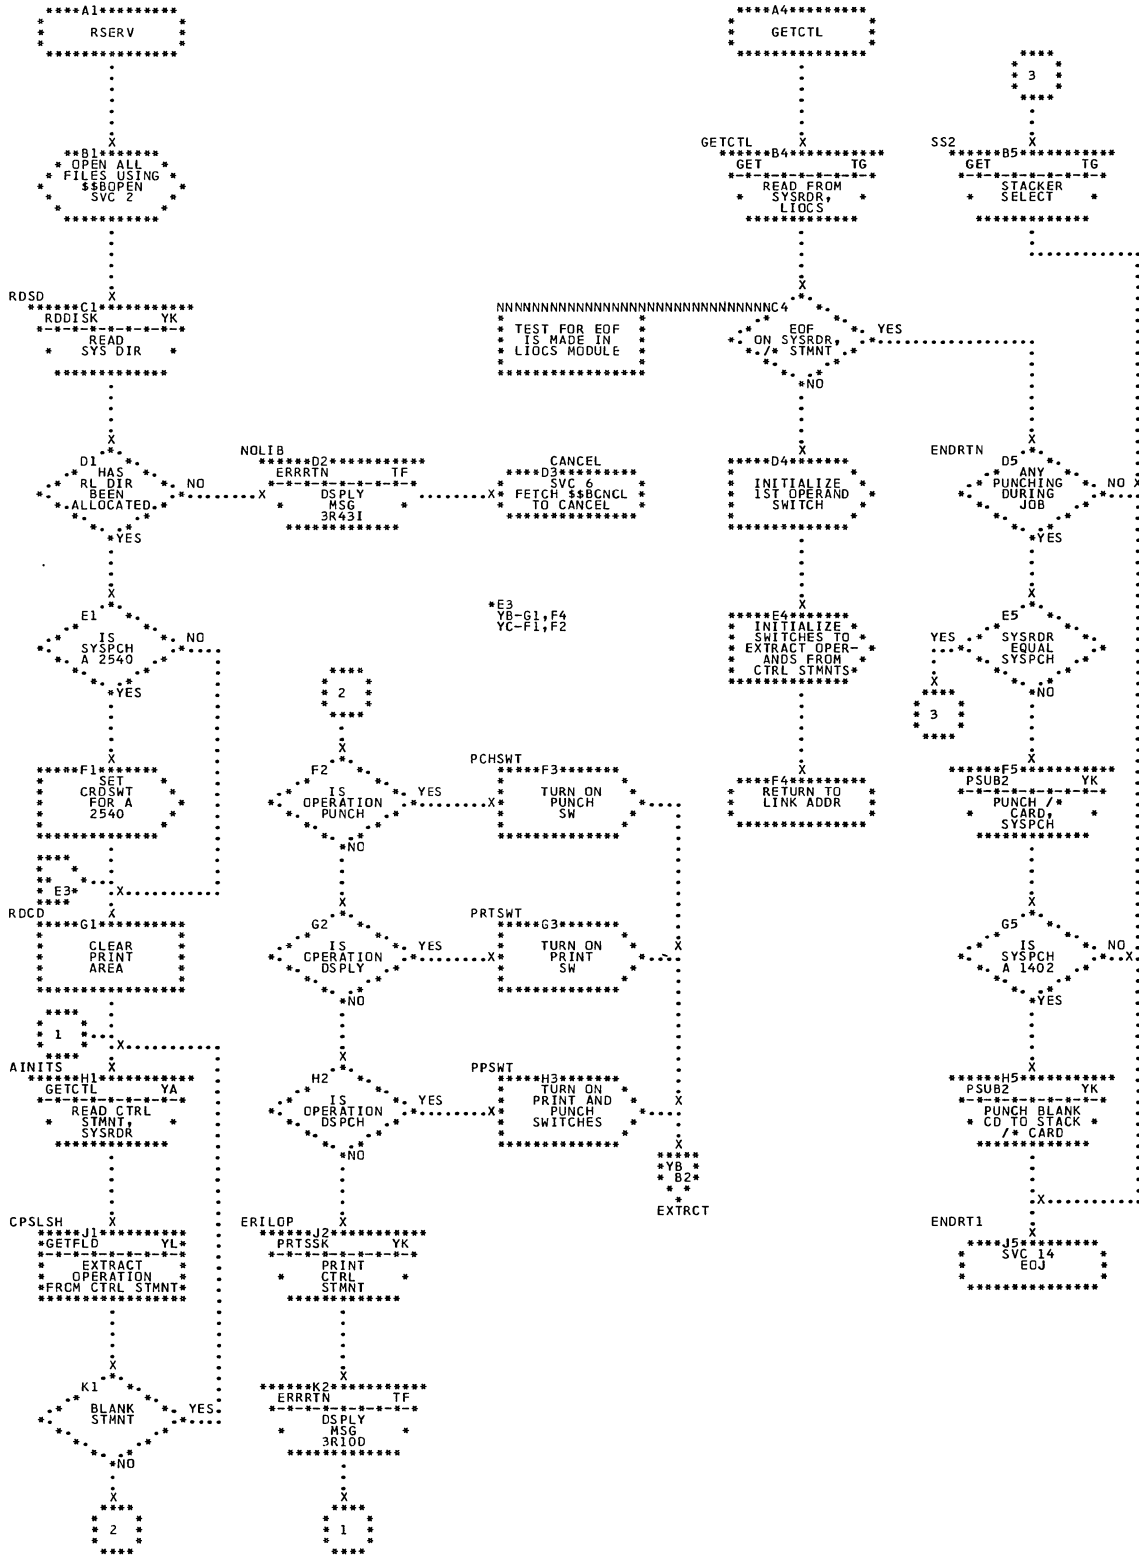 A1
RSERV
A4
GETCTL
3
B1
OPEN ALL
FILES USING
$$BOPEN
SVC 2
GETCTL
B4
GET TG
READ FROM
SYSRDR,
LIOCS
SS2
B5
GET TG
STACKER
SELECT
RDSD
C1
RDDISK YK
READ
SYS DIR
NNNNNNNNNNNNNNNNNNNNNNNNNNNNNNNC4
TEST FOR EOF
IS MADE IN
LIOCS MODULE
EOF
ON SYSRDR,
/* STMNT
YES
NO
D1
HAS
RL DIR
BEEN
ALLOCATED
NO
YES
NOLIB
D2
ERRRTN TF
DSPLY
MSG
3R43I
CANCEL
D3
SVC 6
FETCH $$BCNCL
TO CANCEL
D4
INITIALIZE
1ST OPERAND
SWITCH
ENDRTN
D5
ANY
PUNCHING
DURING
JOB
NO X
YES
E1
IS
SYSPCH
A 2540
NO
YES
*E3
YB-G1,F4
YC-F1,F2
E4
INITIALIZE
SWITCHES TO
EXTRACT OPER-
ANDS FROM
CTRL STMNTS
E5
SYSRDR
EQUAL
SYSPCH
YES
NO
3
2
F1
SET
CRDSWT
FOR A
2540
F2
IS
OPERATION
PUNCH
YES
NO
PCHSWT
F3
TURN ON
PUNCH
SW
F4
RETURN TO
LINK ADDR
F5
PSUB2 YK
PUNCH /*
CARD,
SYSPCH
E3
RDCD
G1
CLEAR
PRINT
AREA
G2
IS
OPERATION
DSPLY
YES
NO
PRTSWT
G3
TURN ON
PRINT
SW
G5
IS
SYSPCH
A 1402
NO
YES
1
AINITS
H1
GETCTL YA
READ CTRL
STMNT,
SYSRDR
H2
IS
OPERATION
DSPCH
YES
NO
PPSWT
H3
TURN ON
PRINT AND
PUNCH
SWITCHES
H5
PSUB2 YK
PUNCH BLANK
CD TO STACK
/* CARD
YB
B2
EXTRCT
CPSLSH
J1
GETFLD YL
EXTRACT
OPERATION
FROM CTRL STMNT
ERILOP
J2
PRTSSK YK
PRINT
CTRL
STMNT
ENDRT1
J5
SVC 14
EOJ
K1
BLANK
STMNT
YES
NO
K2
ERRRTN TF
DSPLY
MSG
3R10D
2
1